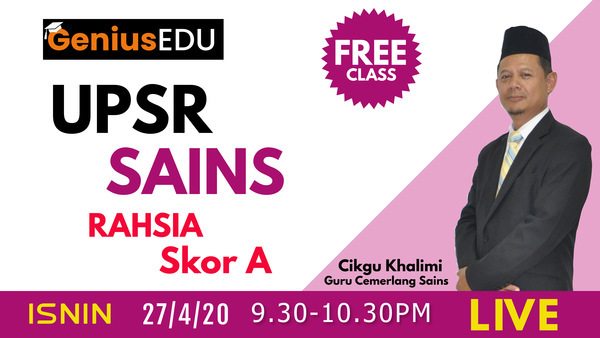 GeniusEDU
FREE
CLASS
UPSR
SAINS
RAHSIA
Skor A
Cikgu Khalimi
Guru Cemerlang Sains
ISNIN 27/4/20 9.30-10.30PM LIVE